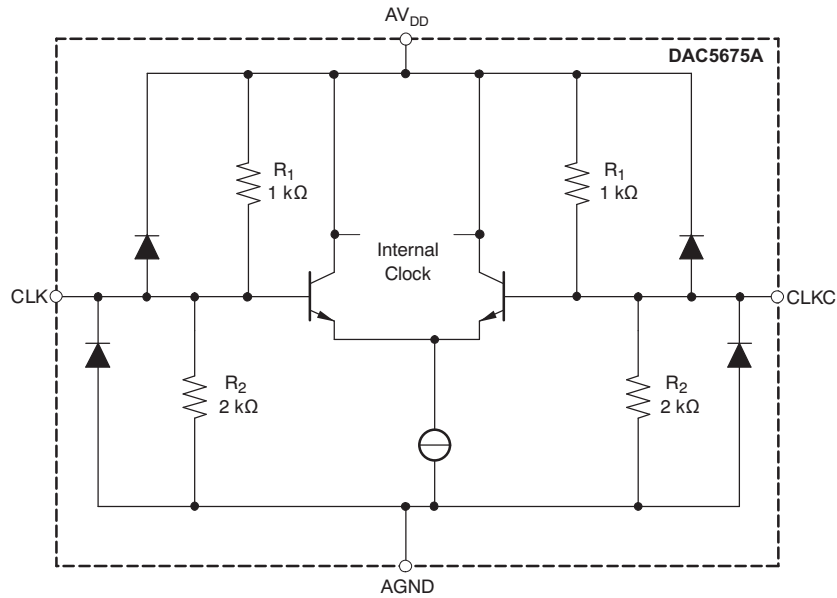 AVDD
DAC5675A
R1
1 kΩ
R1
1 kΩ
Internal
Clock
CLK
CLKC
R2
2 kΩ
R2
2 kΩ
AGND